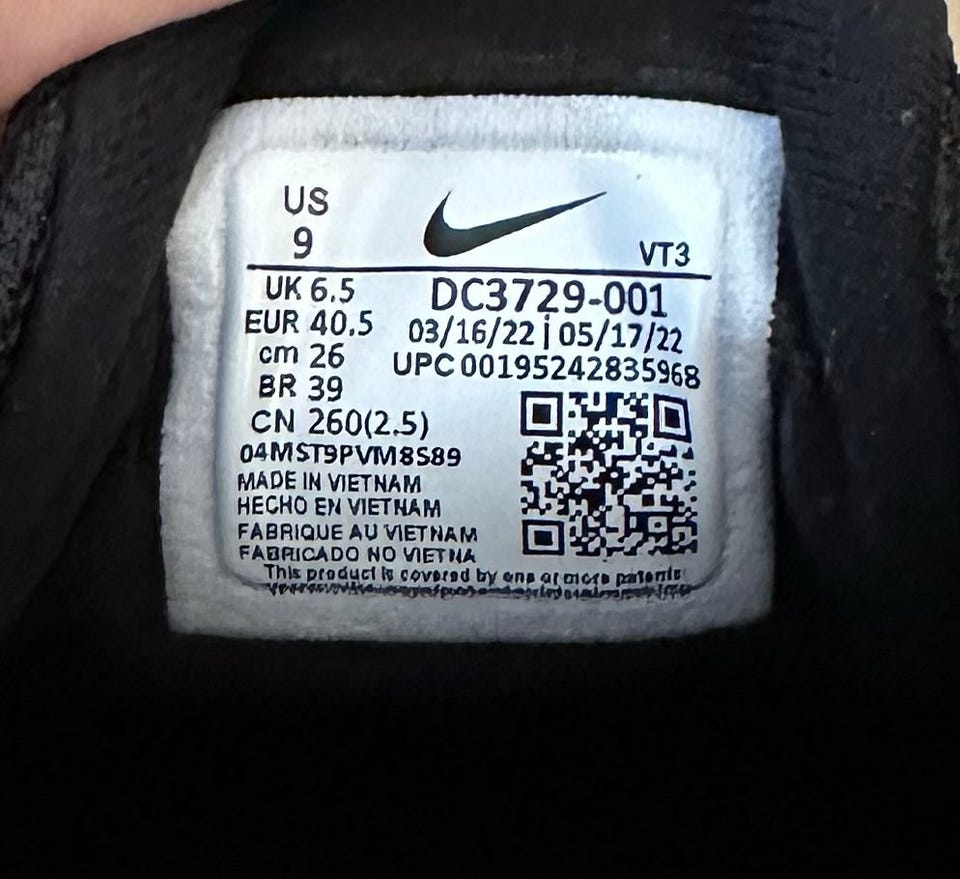 US
9
VT3
UK 6.5
EUR 40.5
cm 26
BR 39
CN 260(2.5)
DC3729-001
03/16/22 | 05/17/22
UPC 00195242835968
04MST9PVM8S89
MADE IN VIETNAM
HECHO EN VIETNAM
FABRIQUE AU VIETNAM
FABRICADO NO VIETNA
This product is covered by one or more patents